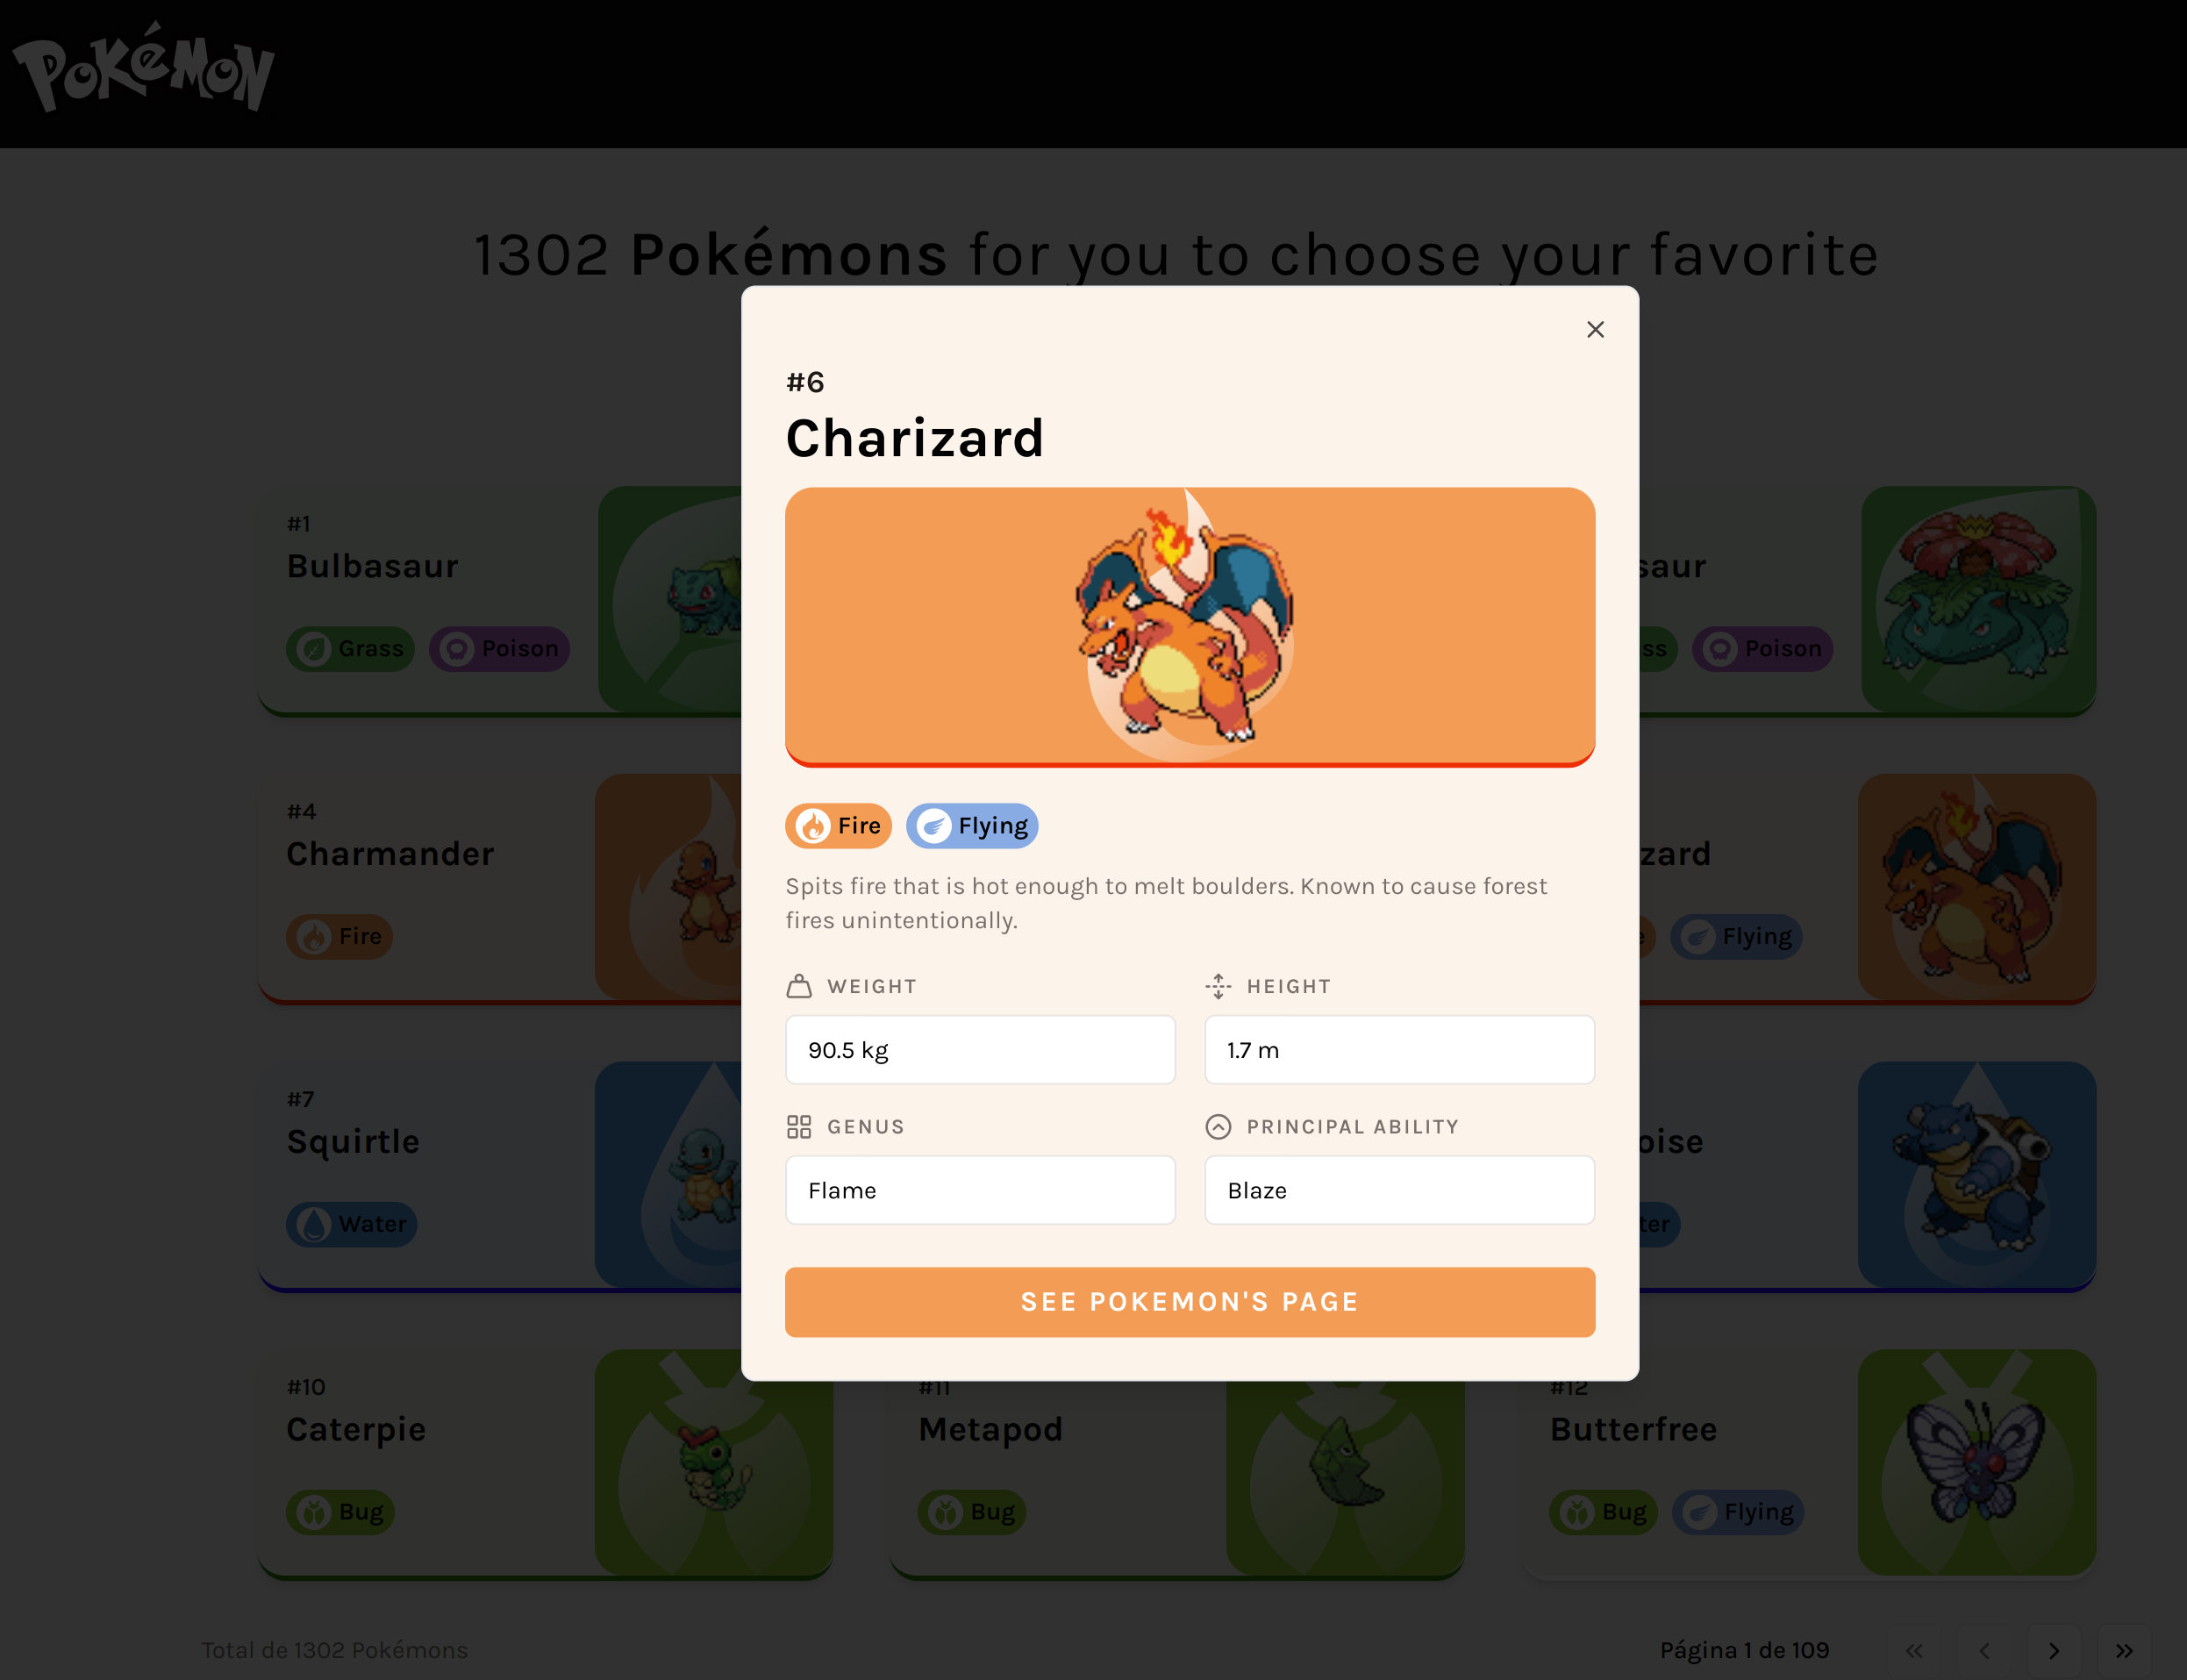 Pokémon
1302 Pokémons for you to choose your favorite
#6
Charizard
Fire
Flying
Spits fire that is hot enough to melt boulders. Known to cause forest
fires unintentionally.
WEIGHT
HEIGHT
90.5 kg
1.7 m
GENUS
PRINCIPAL ABILITY
Flame
Blaze
SEE POKEMON'S PAGE
#1
Bulbasaur
Grass
Poison
saur
ss
Poison
#4
Charmander
Fire
zard
e
Flying
#7
Squirtle
Water
oise
ter
#10
Caterpie
Bug
#11
Metapod
Bug
#12
Butterfree
Bug
Flying
Total de 1302 Pokémons
Página 1 de 109